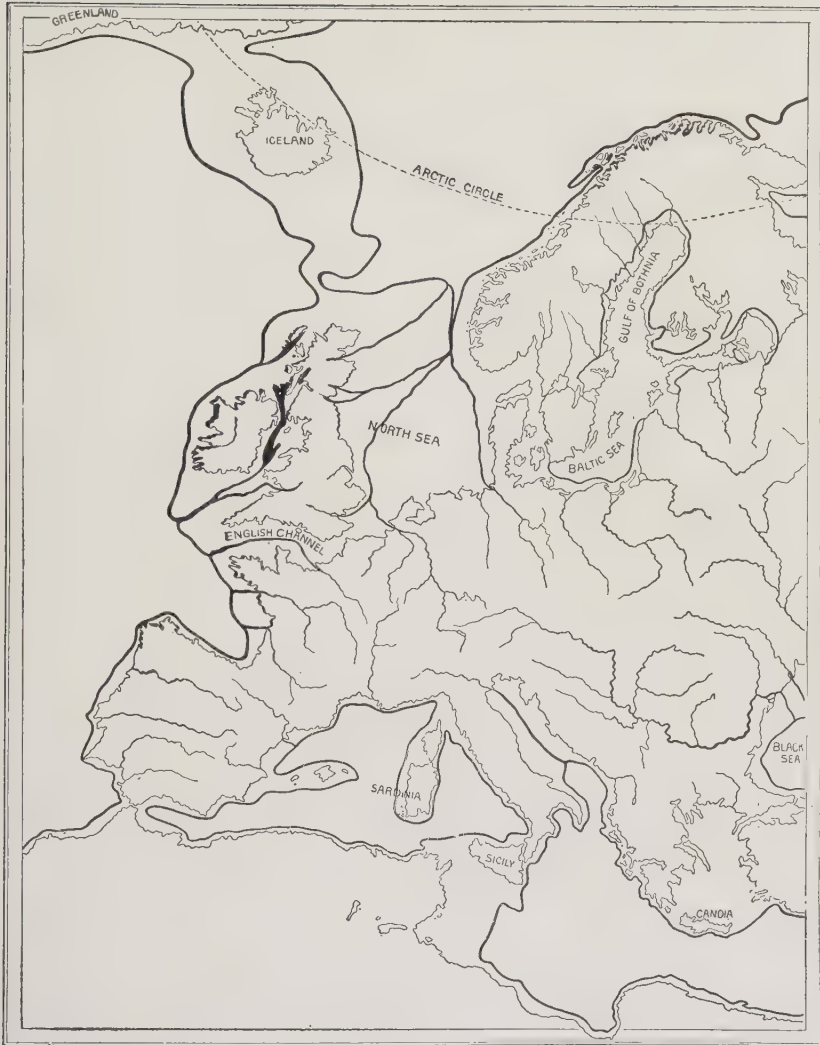 GREENLAND
ICELAND
ARCTIC CIRCLE
GULF OF BOTHNIA
NORTH SEA
BALTIC SEA
ENGLISH CHANNEL
BLACK
SEA
SARDINIA
SICILY
CANDIA